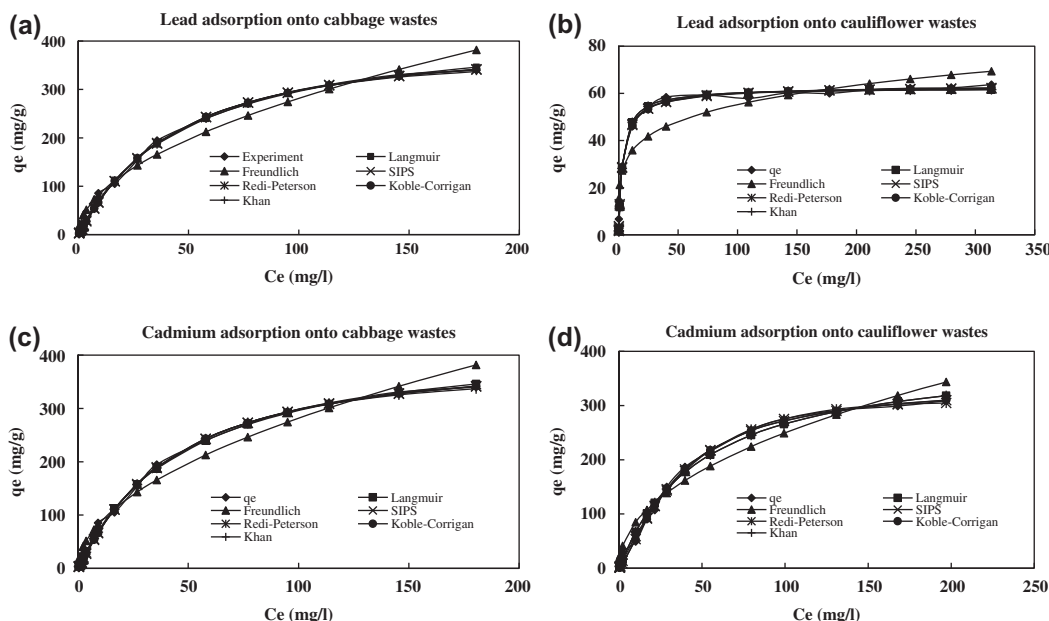 (a)
Lead adsorption onto cabbage wastes
400
300
200
100
0
qe (mg/g)
Experiment
Langmuir
Freundlich
SIPS
Redi-Peterson
Koble-Corrigan
Khan
0
50
100
150
200
Ce (mg/l)
(b)
Lead adsorption onto cauliflower wastes
80
60
40
20
0
qe (mg/g)
qe
Langmuir
Freundlich
SIPS
Redi-Peterson
Koble-Corrigan
Khan
0
50
100
150
200
250
300
350
Ce (mg/l)
(c)
Cadmium adsorption onto cabbage wastes
400
300
200
100
0
qe (mg/g)
qe
Langmuir
Freundlich
SIPS
Redi-Peterson
Koble-Corrigan
Khan
0
50
100
150
200
Ce (mg/l)
(d)
Cadmium adsorption onto cauliflower wastes
400
300
200
100
0
qe (mg/g)
qe
Langmuir
Freundlich
SIPS
Redi-Peterson
Koble-Corrigan
Khan
0
50
100
150
200
250
Ce (mg/l)